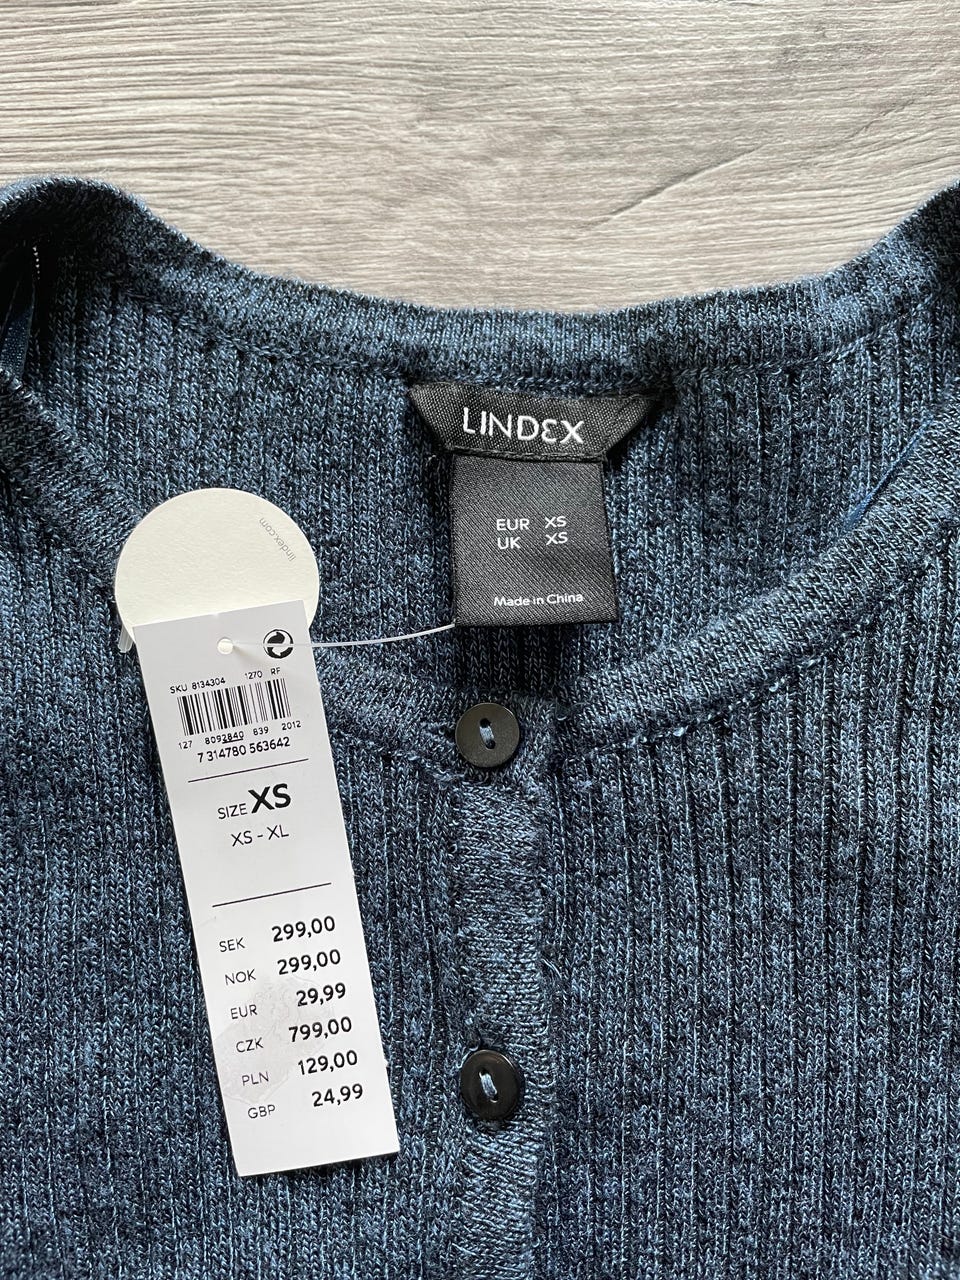 LINDEX
EUR XS
UK XS
Made in China
lindex.com
SKU 8134304 1270 RF
127 8092840 839 2012
7 314780 563642
SIZE XS
XS - XL
SEK 299,00
NOK 299,00
EUR 29,99
CZK 799,00
PLN 129,00
GBP 24,99